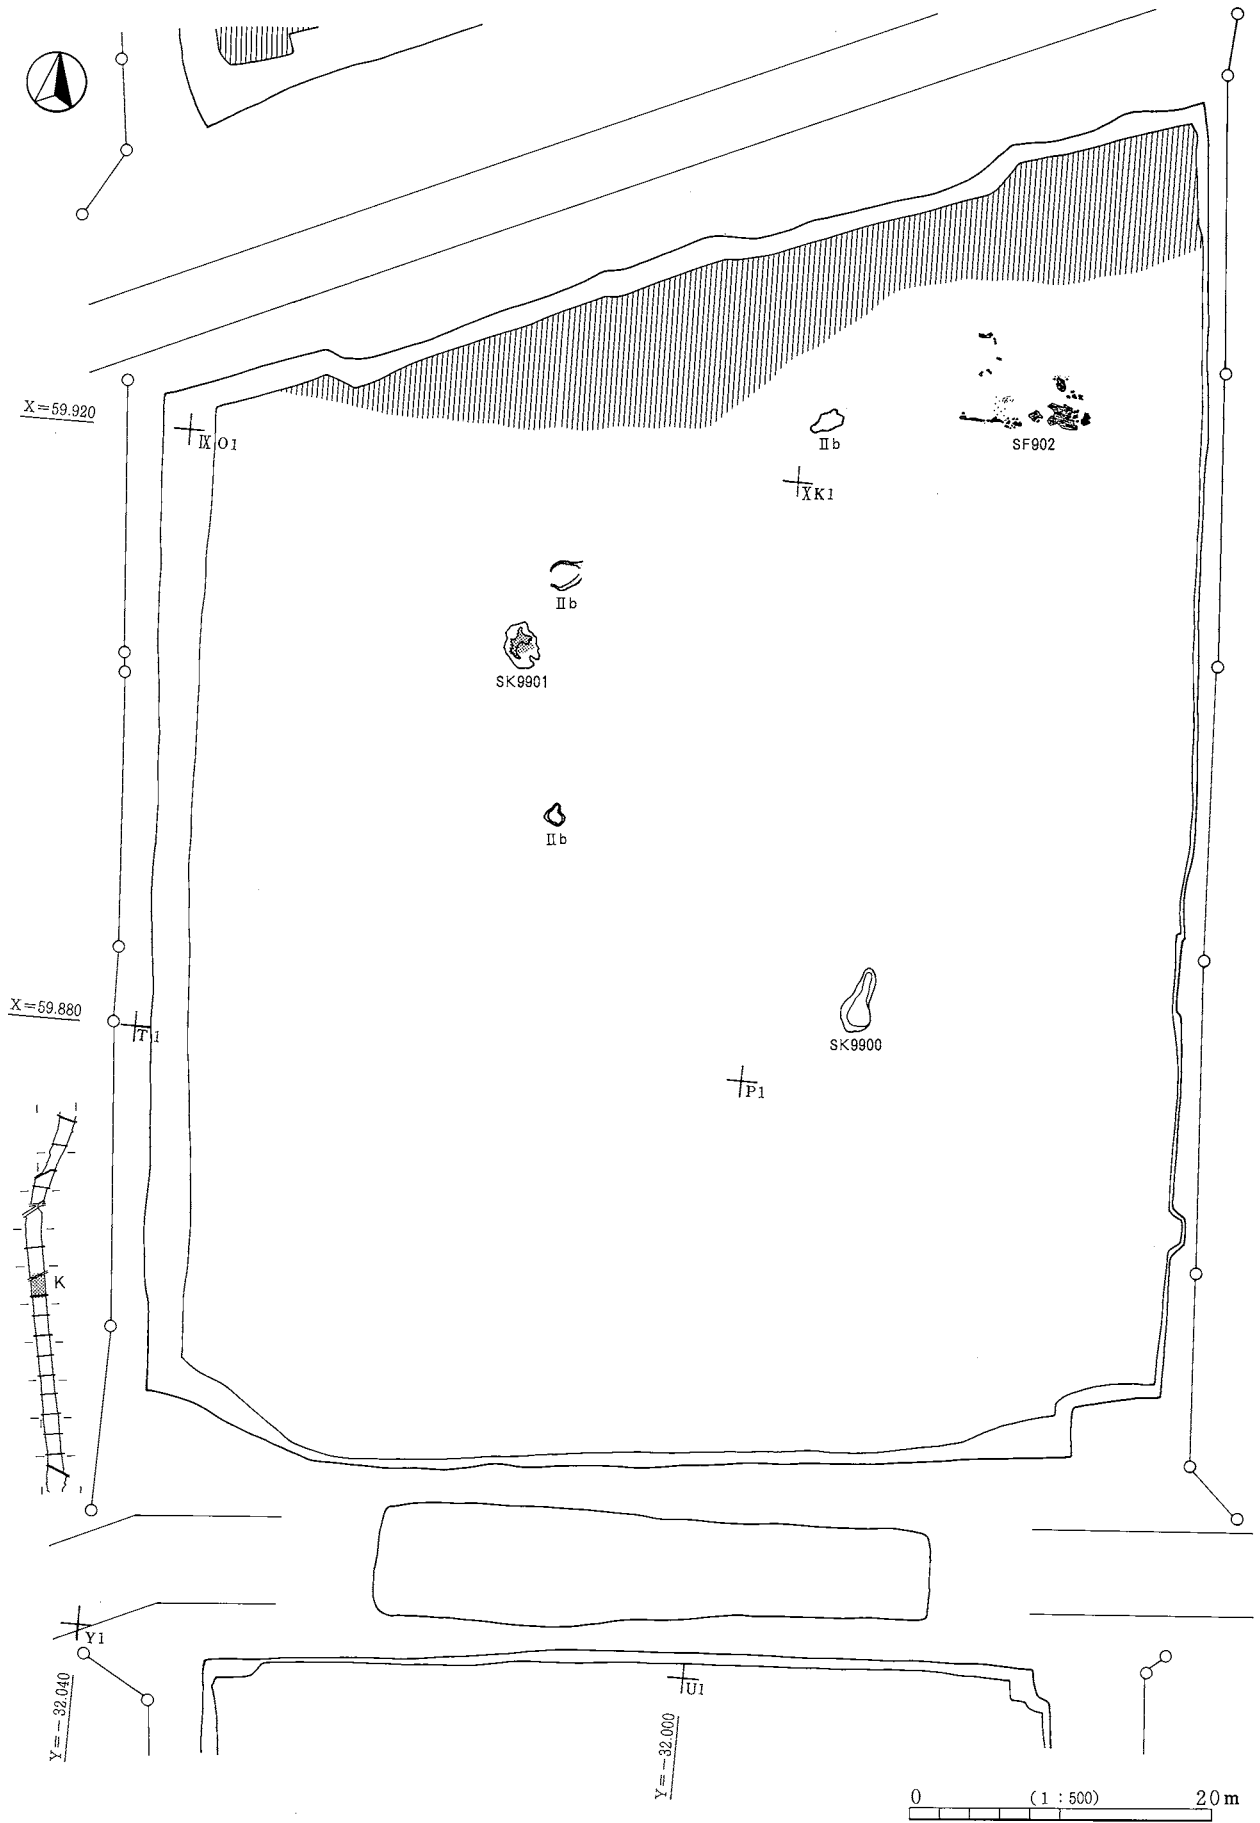 X=59.920
Ⅸ O1
Ⅱb
SF902
ⅩK1
Ⅱb
SK9901
Ⅱb
X=59.880
T1
SK9900
P1
K
Y1
U1
Y=-32.040
Y=-32.000
0 (1:500) 20m